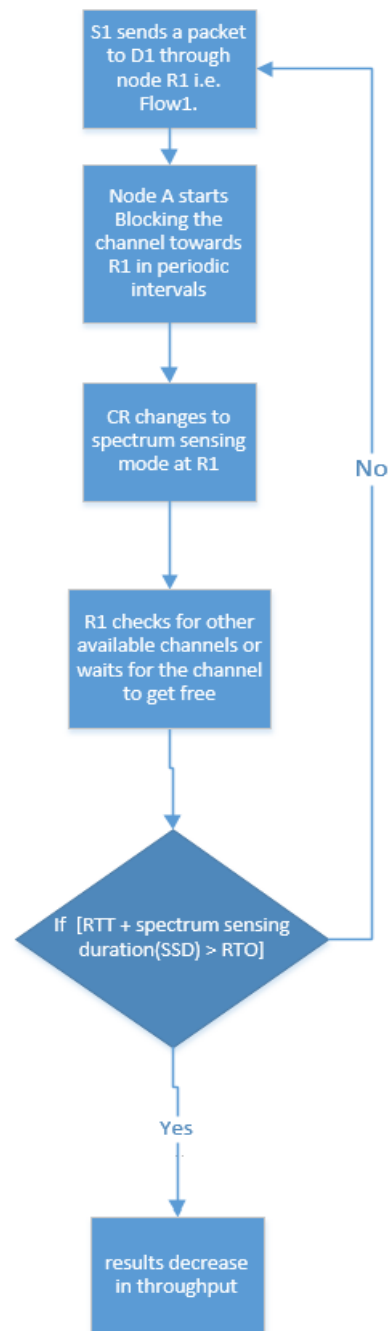 S1 sends a packet
to D1 through
node R1 i.e.
Flow1.
Node A starts
Blocking the
channel towards
R1 in periodic
intervals
CR changes to
spectrum sensing
mode at R1
No
R1 checks for other
available channels or
waits for the channel
to get free
If [RTT + spectrum sensing
duration(SSD) > RTO]
Yes
results decrease
in throughput